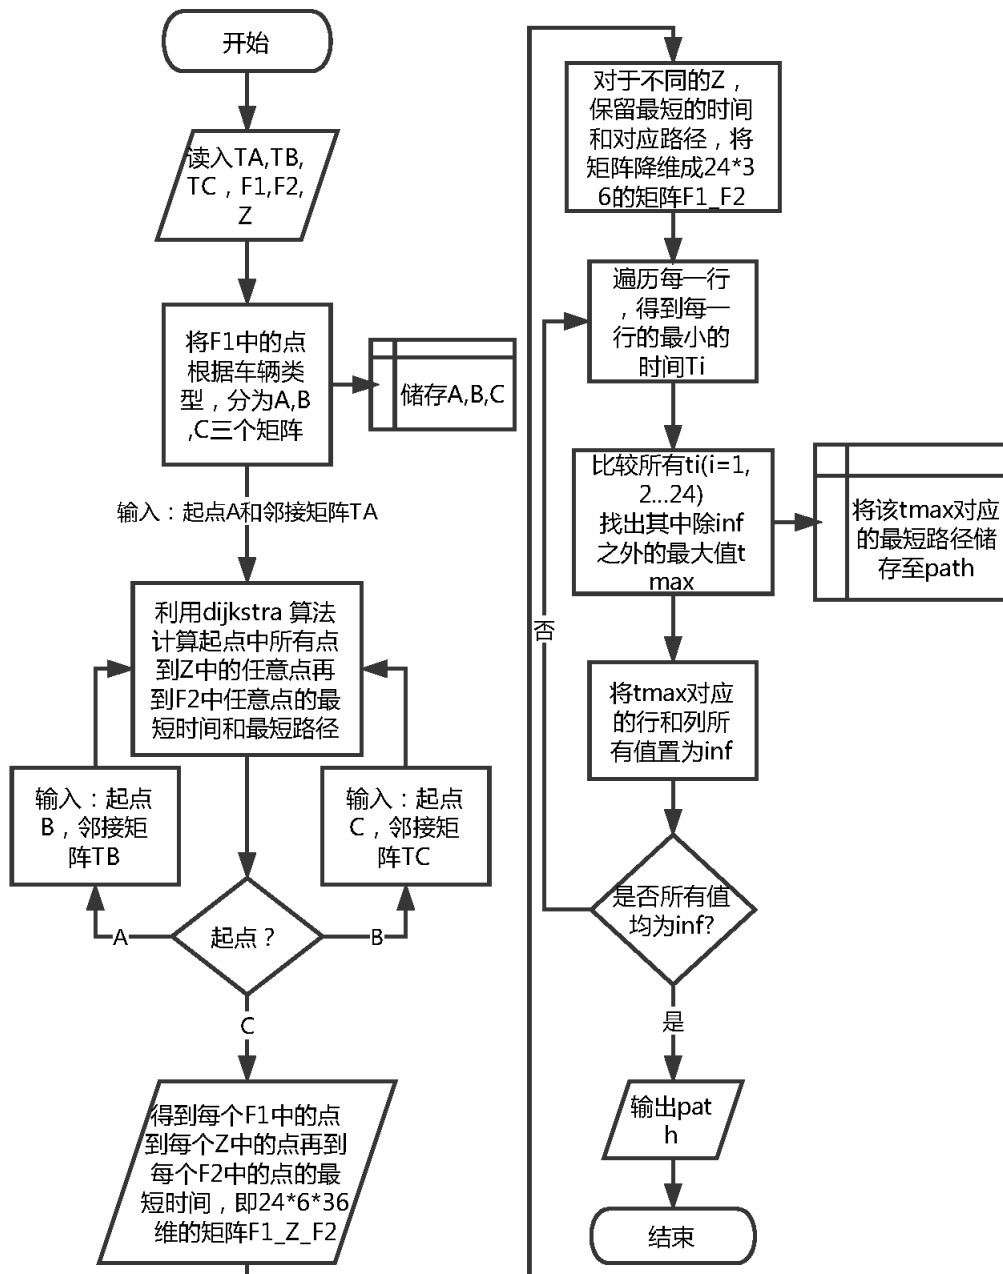 开始
读入TA,TB,
TC，F1,F2,
Z
将F1中的点
根据车辆类
型，分为A,B
,C三个矩阵
储存A,B,C
输入：起点A和邻接矩阵TA
利用dijkstra 算法
计算起点中所有点
到Z中的任意点再
到F2中任意点的最
短时间和最短路径
输入：起点
B，邻接矩
阵TB
输入：起点
C，邻接矩
阵TC
A
起点？
B
C
得到每个F1中的点
到每个Z中的点再到
每个F2中的点的最
短时间，即24*6*36
维的矩阵F1_Z_F2
对于不同的Z，
保留最短的时间
和对应路径，将
矩阵降维成24*3
6的矩阵F1_F2
遍历每一行
，得到每一
行的最小的
时间Ti
比较所有ti(i=1,
2...24)
找出其中除inf
之外的最大值t
max
将该tmax对应
的最短路径储
存至path
否
将tmax对应
的行和列所
有值置为inf
是否所有值
均为inf?
是
输出pat
h
结束